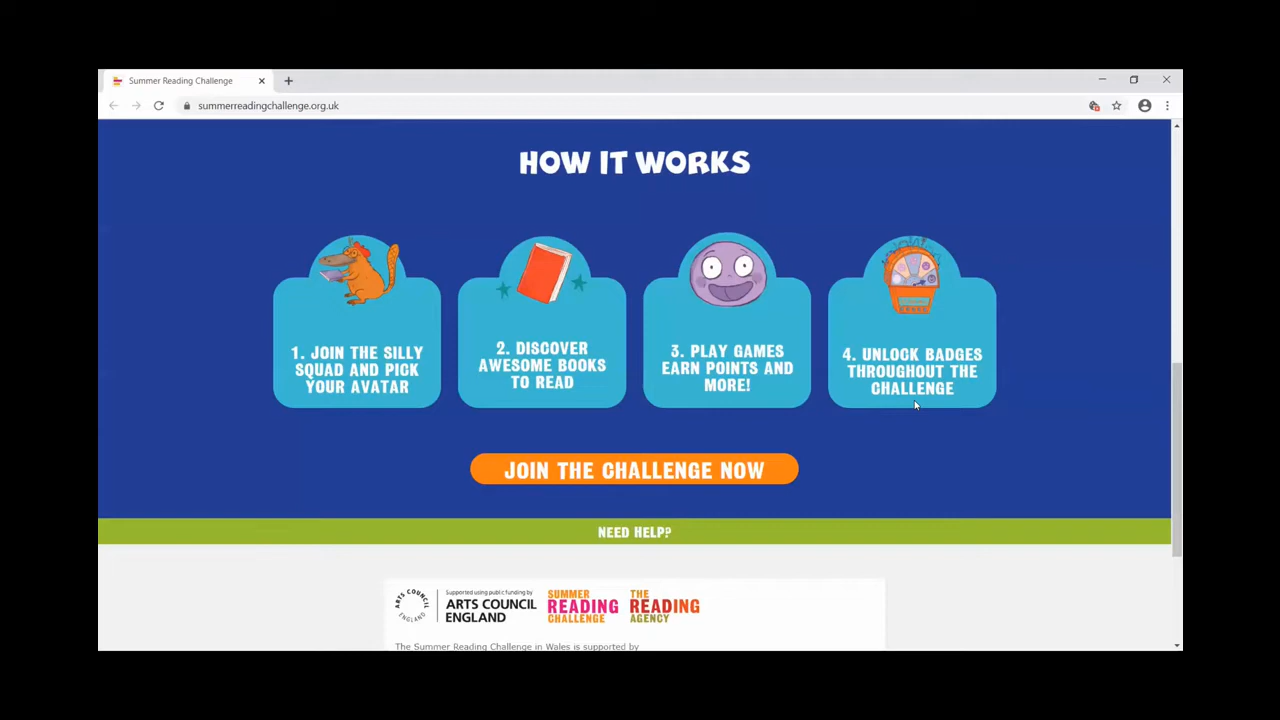 Summer Reading Challenge
summerreadingchallenge.org.uk
HOW IT WORKS
1. JOIN THE SILLY
SQUAD AND PICK
YOUR AVATAR
2. DISCOVER
AWESOME BOOKS
TO READ
3. PLAY GAMES
EARN POINTS AND
MORE!
4. UNLOCK BADGES
THROUGHOUT THE
CHALLENGE
JOIN THE CHALLENGE NOW
NEED HELP?
ARTS COUNCIL ENGLAND
Supported using public funding by
ARTS COUNCIL
ENGLAND
SUMMER
READING
CHALLENGE
THE
READING
AGENCY
The Summer Reading Challenge in Wales is supported by